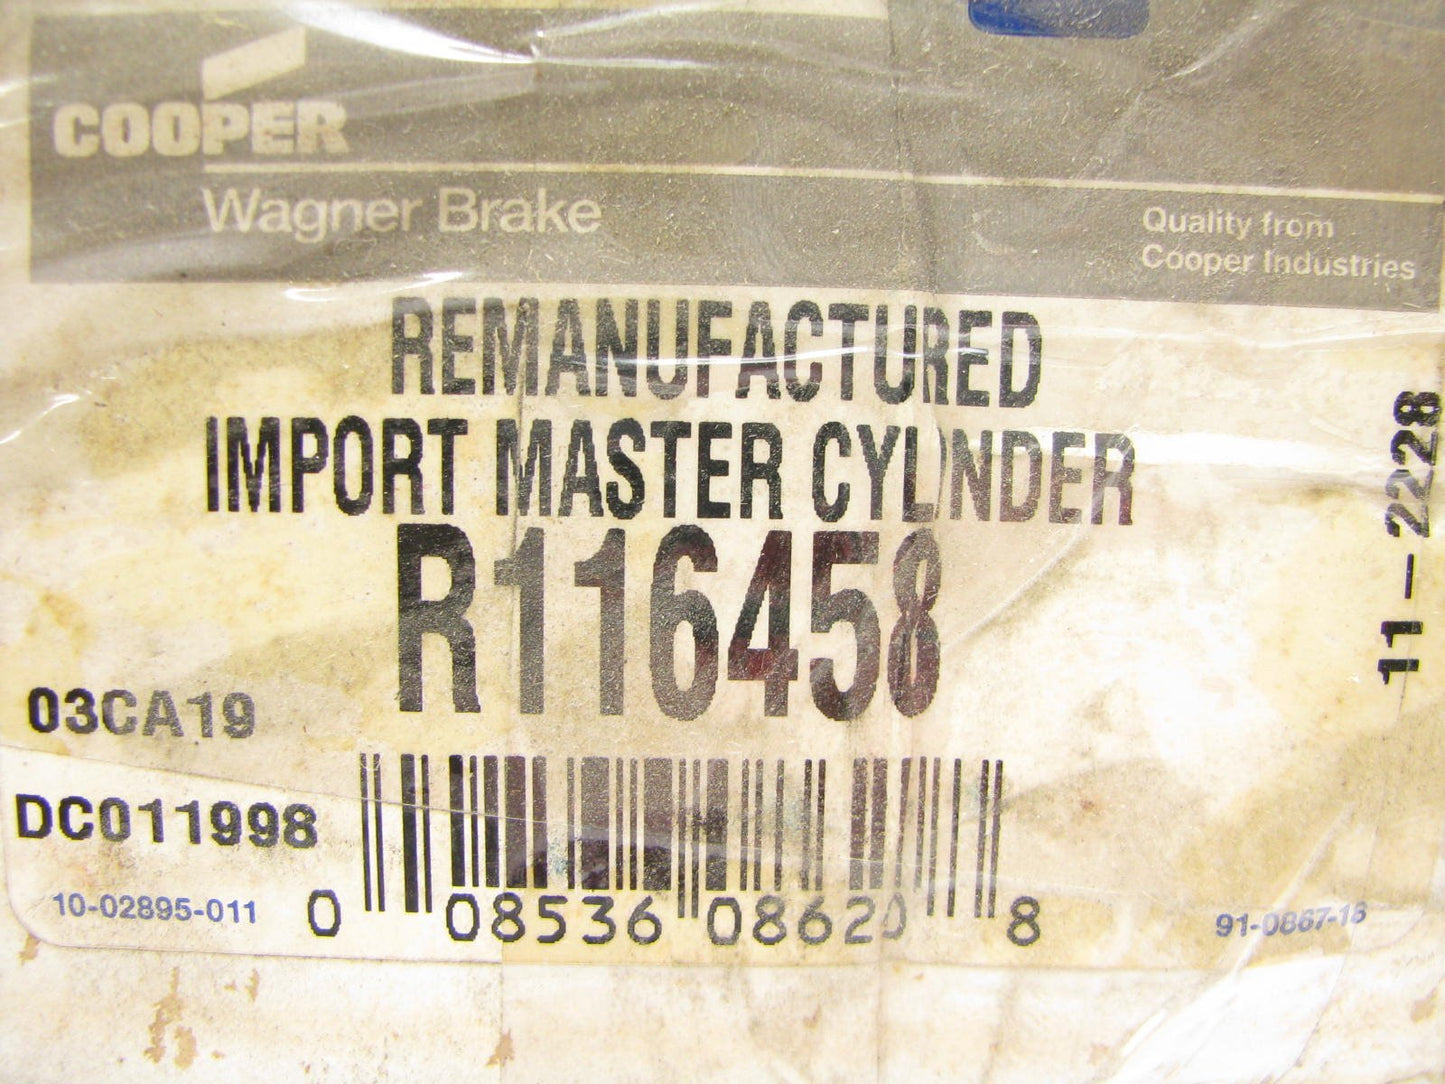 COOPER
Wagner Brake
Quality from
Cooper Industries
REMANUFACTURED
IMPORT MASTER CYLINDER
R116458
11-2228
03CA19
DC011998
10-02895-011
0 08536 08620 8
91-0867-16